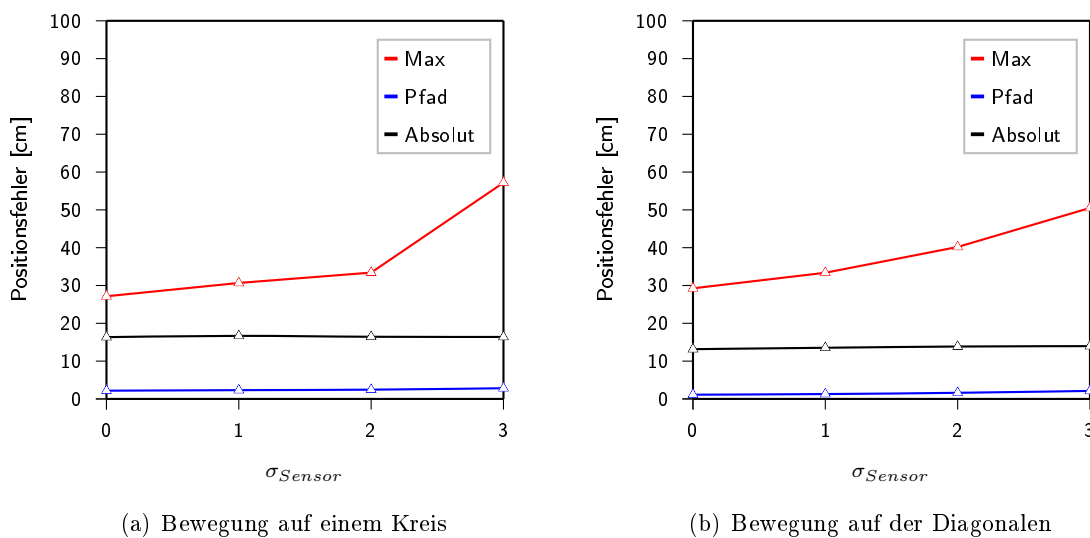 100
90
80
70
60
50
40
30
20
10
0
Positionsfehler [cm]
Max
Pfad
Absolut
0 1 2 3
σSensor
(a) Bewegung auf einem Kreis
100
90
80
70
60
50
40
30
20
10
0
Positionsfehler [cm]
Max
Pfad
Absolut
0 1 2 3
σSensor
(b) Bewegung auf der Diagonalen